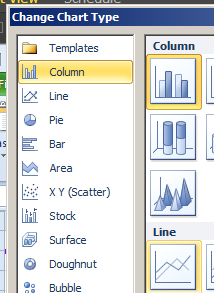 Change Chart Type
Templates
Column
Line
Pie
Bar
Area
X Y (Scatter)
Stock
Surface
Doughnut
Bubble
Column
Line